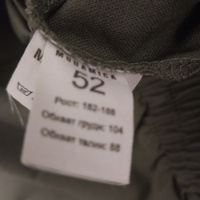 52
Рост: 182-188
Обхват груди: 104
Обхват талии: 88